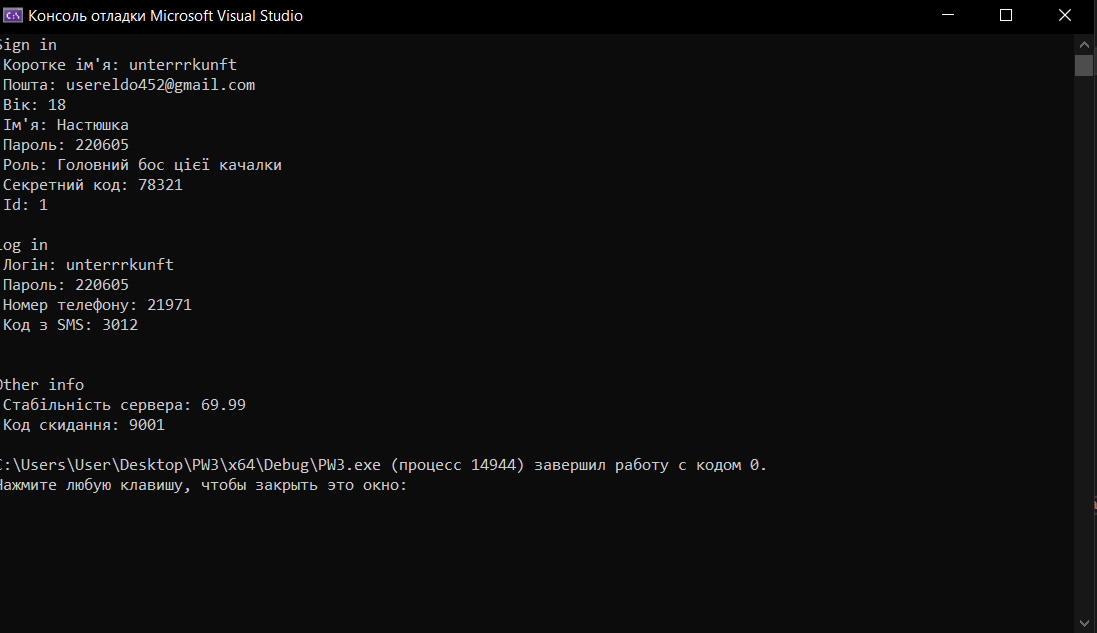 Консоль отладки Microsoft Visual Studio
Sign in
Коротке ім'я: unterrrkunft
Пошта: usereldo452@gmail.com
Вік: 18
Ім'я: Настюшка
Пароль: 220605
Роль: Головний бос цієї качалки
Секретний код: 78321
Id: 1
Log in
Логін: unterrrkunft
Пароль: 220605
Номер телефону: 21971
Код з SMS: 3012
Other info
Стабільність сервера: 69.99
Код скидання: 9001
C:\Users\User\Desktop\PW3\x64\Debug\PW3.exe (процесс 14944) завершил работу с кодом 0.
Нажмите любую клавишу, чтобы закрыть это окно: